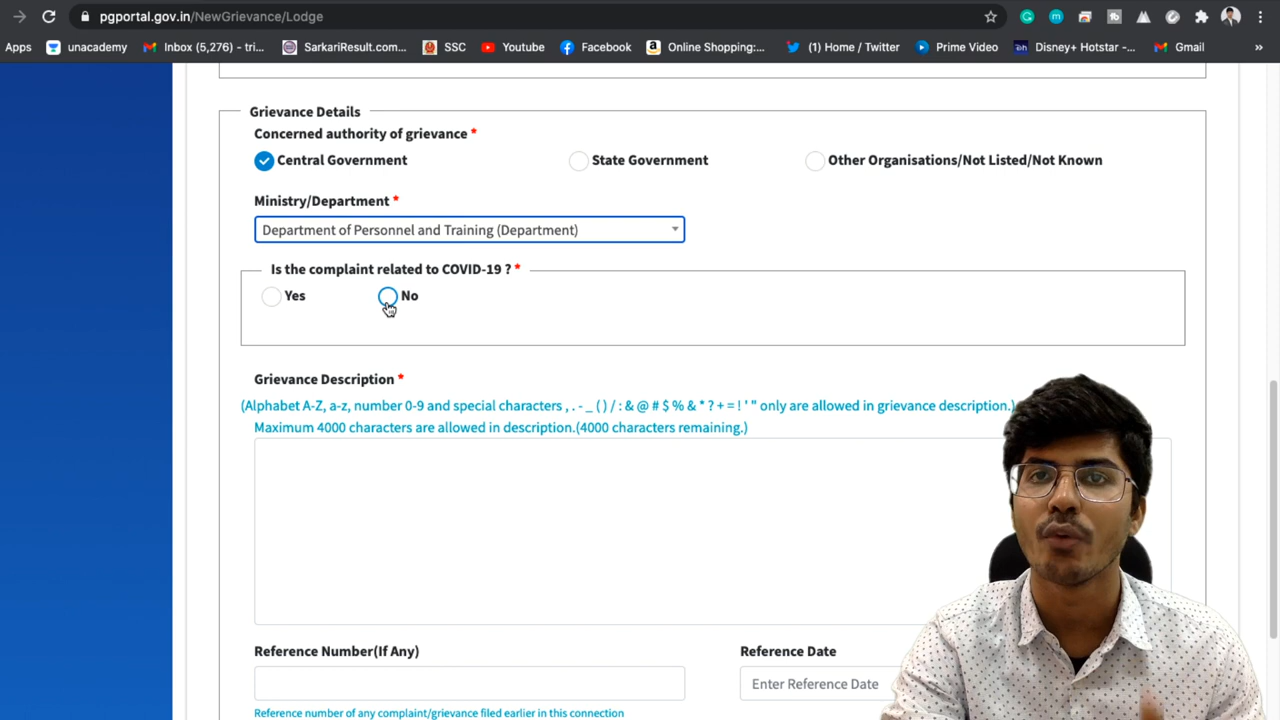 pgportal.gov.in/NewGrievance/Lodge
Apps unacademy Inbox (5,276) - tri... SarkariResult.com... SSC Youtube Facebook Online Shopping:... (1) Home / Twitter Prime Video Disney+ Hotstar -... Gmail »
Grievance Details
Concerned authority of grievance *
Central Government State Government Other Organisations/Not Listed/Not Known
Ministry/Department *
Department of Personnel and Training (Department)
Is the complaint related to COVID-19 ? *
Yes No
Grievance Description *
(Alphabet A-Z, a-z, number 0-9 and special characters , . - _ ( ) / : & @ # $ % & * ? + = ! ' " only are allowed in grievance description.)
Maximum 4000 characters are allowed in description.(4000 characters remaining.)
Reference Number(If Any) Reference Date
Enter Reference Date
Reference number of any complaint/grievance filed earlier in this connection